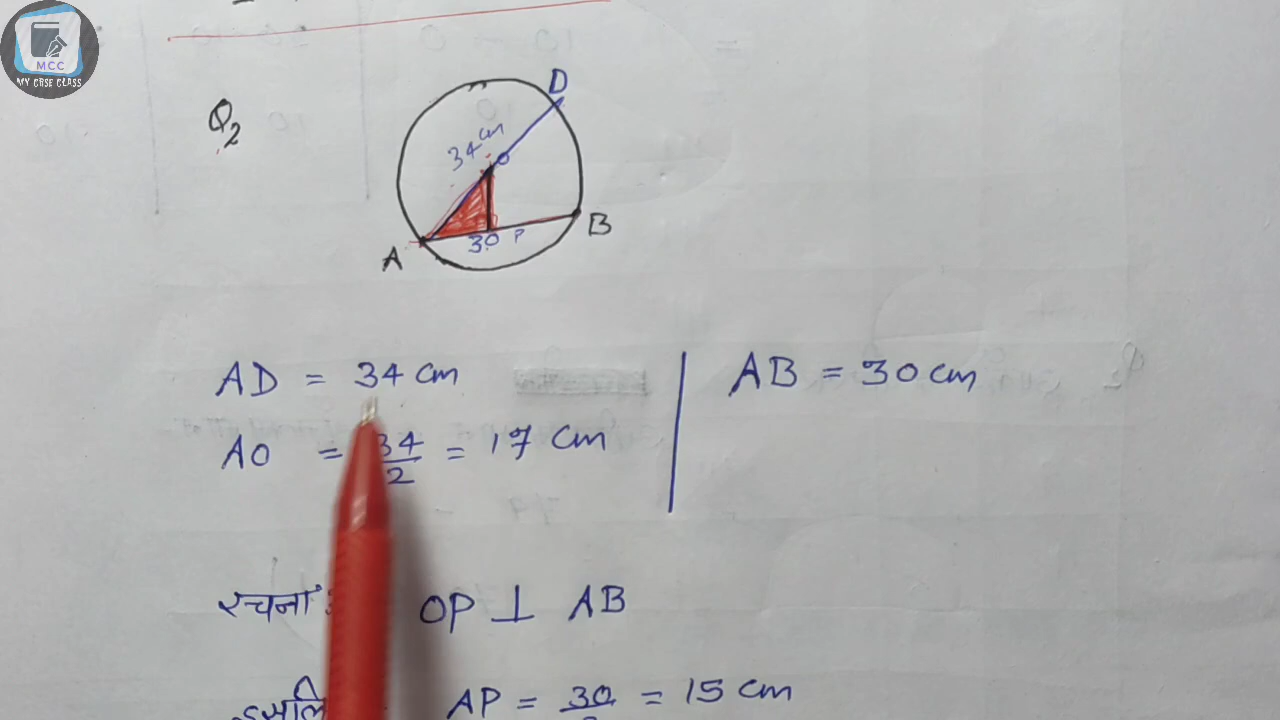 MCC
MY CBSE CLASS
Q2
D
34 cm
O
30 P
B
A
AD = 34 cm
AB = 30 cm
AO = 34/2 = 17 cm
रचना : OP ⊥ AB
AP = 30/2 = 15 cm